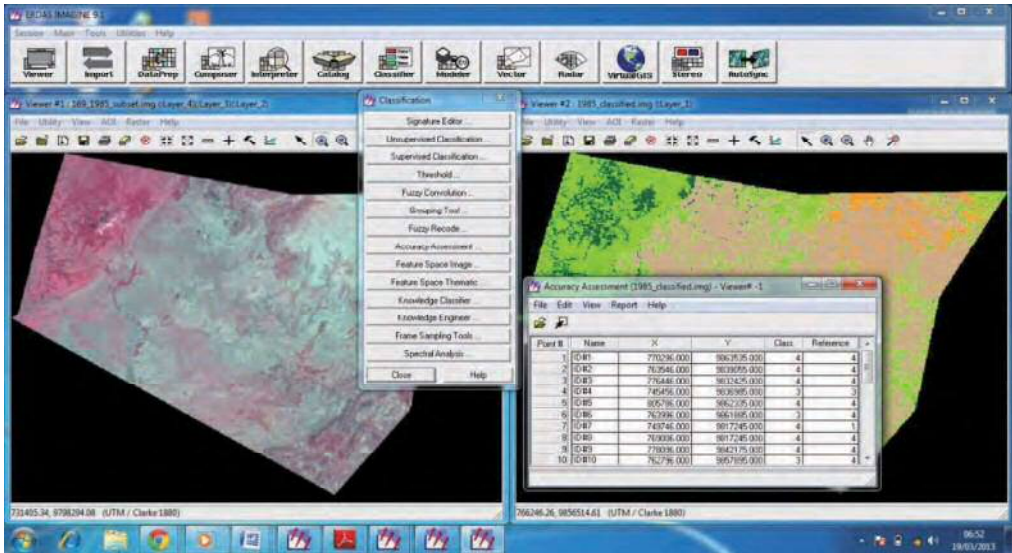 ERDAS IMAGINE 9.1
Session Main Tools Utilities Help
Viewer Import DataPrep Composer Interpreter Catalog Classifier Modeler Vector Radar VirtualGIS Stereo AutoSync
Viewer #1 : 169_1985_subset.img (:Layer_4)(:Layer_3)(:Layer_2)
File Utility View AOI Raster Help
731405.34, 9798294.08 (UTM / Clarke 1880)
Classification
Signature Editor ...
Unsupervised Classification ...
Supervised Classification ...
Threshold ...
Fuzzy Convolution ...
Grouping Tool ...
Fuzzy Recode ...
Accuracy Assessment ...
Feature Space Image ...
Feature Space Thematic ...
Knowledge Classifier ...
Knowledge Engineer ...
Frame Sampling Tools ...
Spectral Analysis ...
Close Help
Viewer #2 : 1985_classified.img (:Layer_1)
File Utility View AOI Raster Help
Accuracy Assessment (1985_classified.img) - Viewer# -1
File Edit View Report Help
Point # Name X Y Class Reference
1 ID#1 770296.000 9863535.000 4 4
2 ID#2 763546.000 9839055.000 4 4
3 ID#3 776446.000 9832425.000 4 4
4 ID#4 745456.000 9836985.000 3 3
5 ID#5 805786.000 9862335.000 4 4
6 ID#6 763996.000 9861885.000 3 4
7 ID#7 749746.000 9817245.000 4 1
8 ID#8 769006.000 9817245.000 4 4
9 ID#9 778096.000 9842175.000 4 4
10 ID#10 762796.000 9857895.000 3 4
766246.26, 9856514.61 (UTM / Clarke 1880)
06:52
19/03/2013